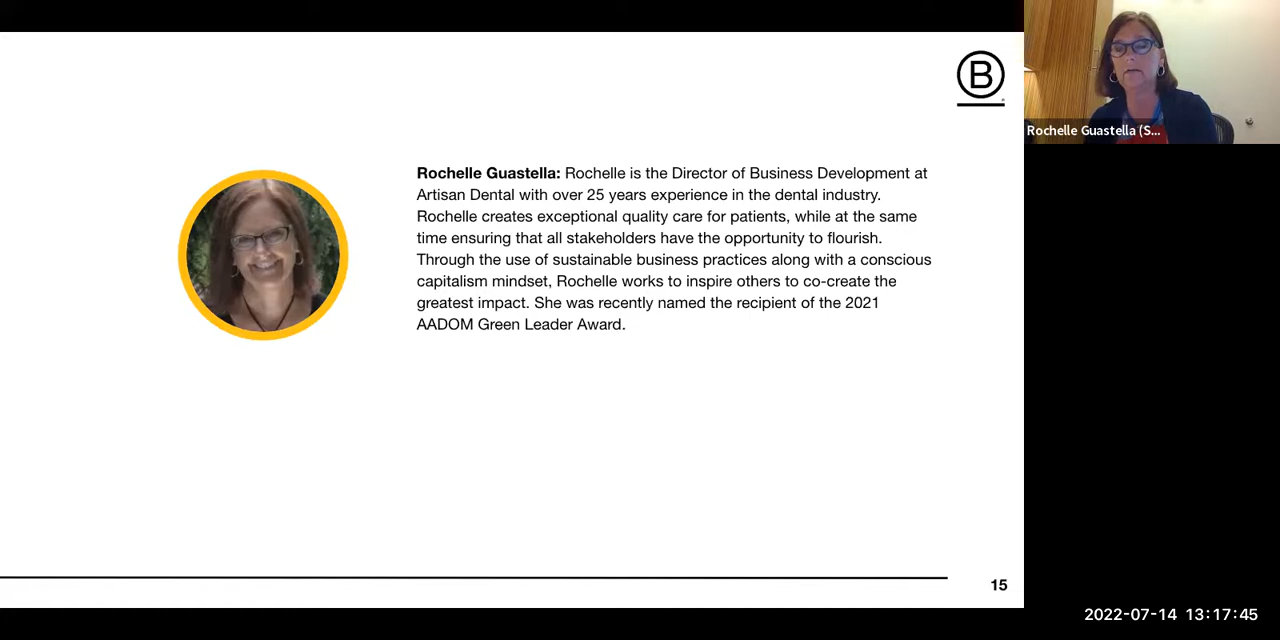 B
Rochelle Guastella (S...
Rochelle Guastella: Rochelle is the Director of Business Development at
Artisan Dental with over 25 years experience in the dental industry.
Rochelle creates exceptional quality care for patients, while at the same
time ensuring that all stakeholders have the opportunity to flourish.
Through the use of sustainable business practices along with a conscious
capitalism mindset, Rochelle works to inspire others to co-create the
greatest impact. She was recently named the recipient of the 2021
AADOM Green Leader Award.
15
2022-07-14 13:17:45